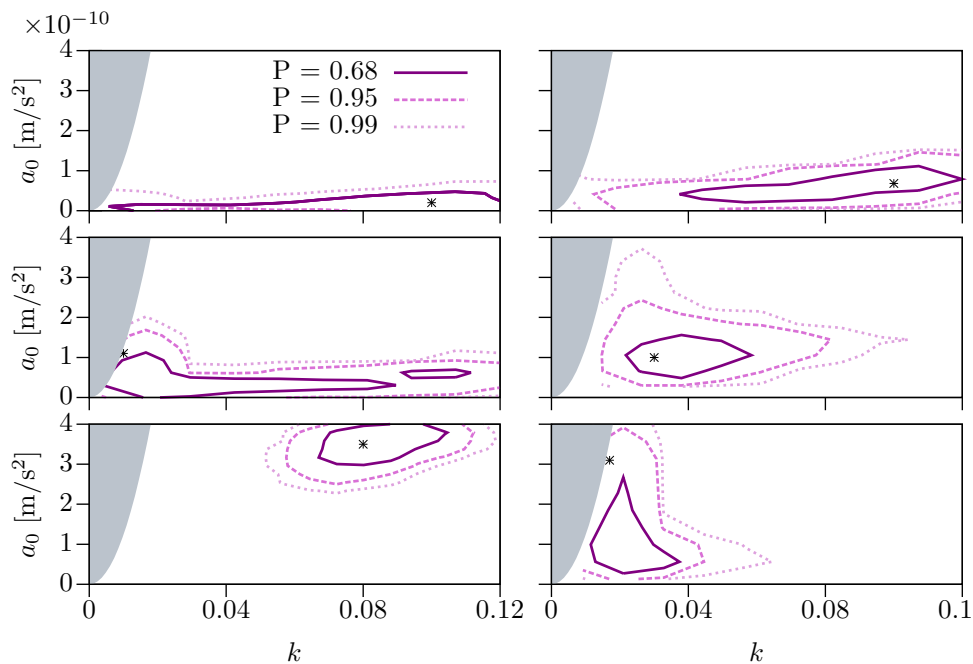 ×10⁻¹⁰
4
3
2
1
0
a₀ [m/s²]
P = 0.68
P = 0.95
P = 0.99
4
3
2
1
0
a₀ [m/s²]
4
3
2
1
0
a₀ [m/s²]
0 0.04 0.08 0.12
0 0.04 0.08 0.1
k k